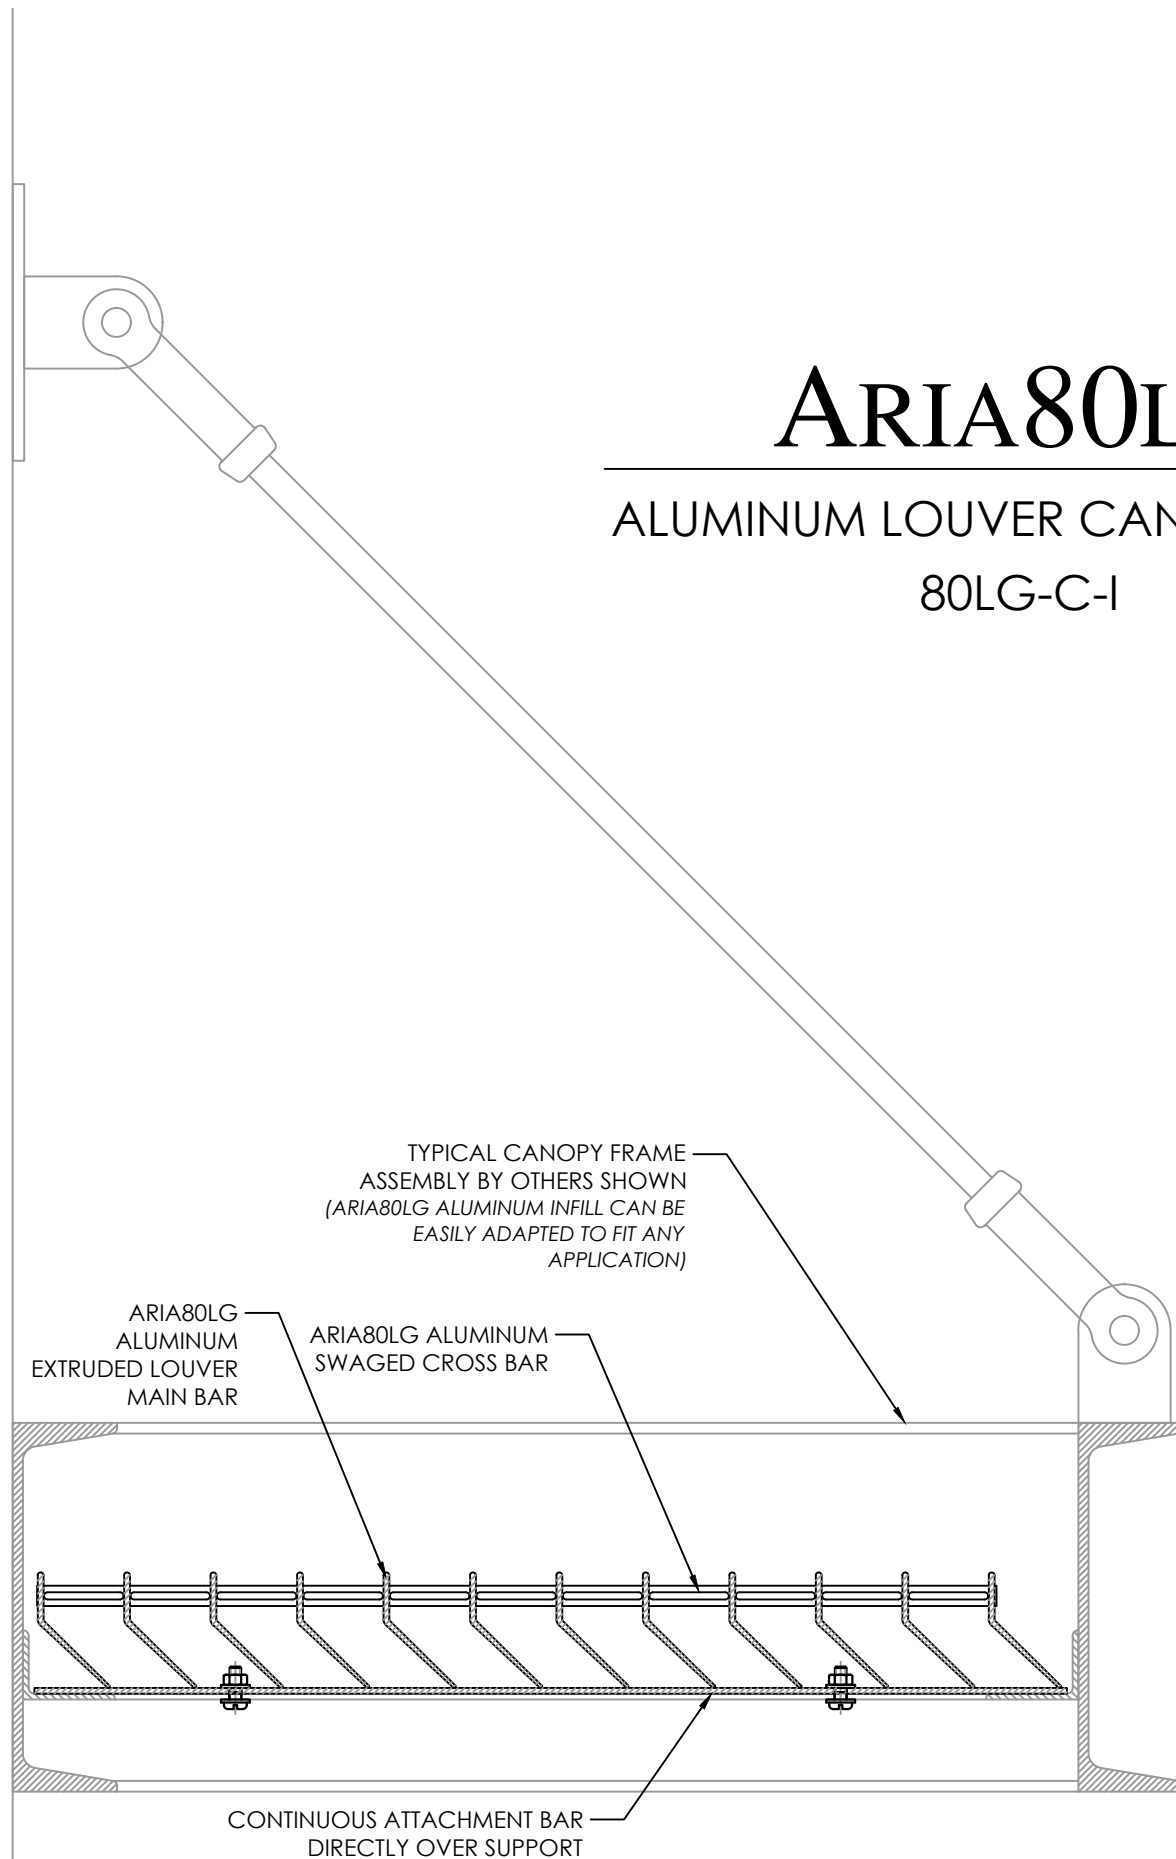 ARIA80L
ALUMINUM LOUVER CAN
80LG-C-I
TYPICAL CANOPY FRAME
ASSEMBLY BY OTHERS SHOWN
(ARIA80LG ALUMINUM INFILL CAN BE
EASILY ADAPTED TO FIT ANY
APPLICATION)
ARIA80LG
ALUMINUM
EXTRUDED LOUVER
MAIN BAR
ARIA80LG ALUMINUM
SWAGED CROSS BAR
CONTINUOUS ATTACHMENT BAR
DIRECTLY OVER SUPPORT